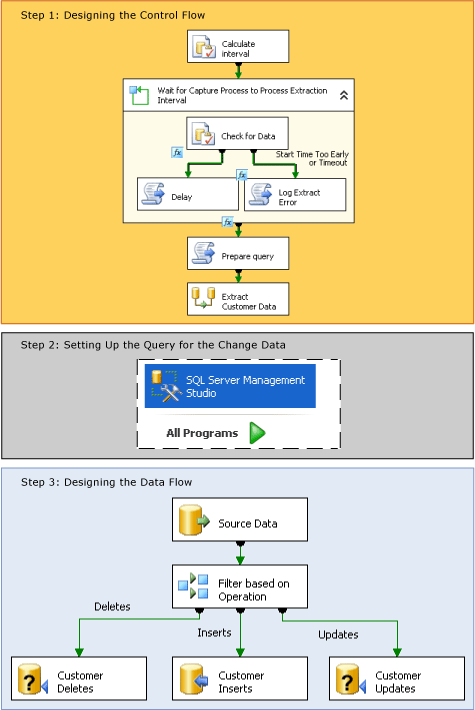 Step 1: Designing the Control Flow
Calculate
interval
Wait for Capture Process to Process Extraction
Interval
Check for Data
fx
Start Time Too Early
or Timeout
fx
Delay
Log Extract
Error
fx
Prepare query
Extract
Customer Data
Step 2: Setting Up the Query for the Change Data
SQL Server Management
Studio
All Programs
Step 3: Designing the Data Flow
Source Data
Filter based on
Operation
Deletes
Inserts
Updates
Customer
Deletes
Customer
Inserts
Customer
Updates